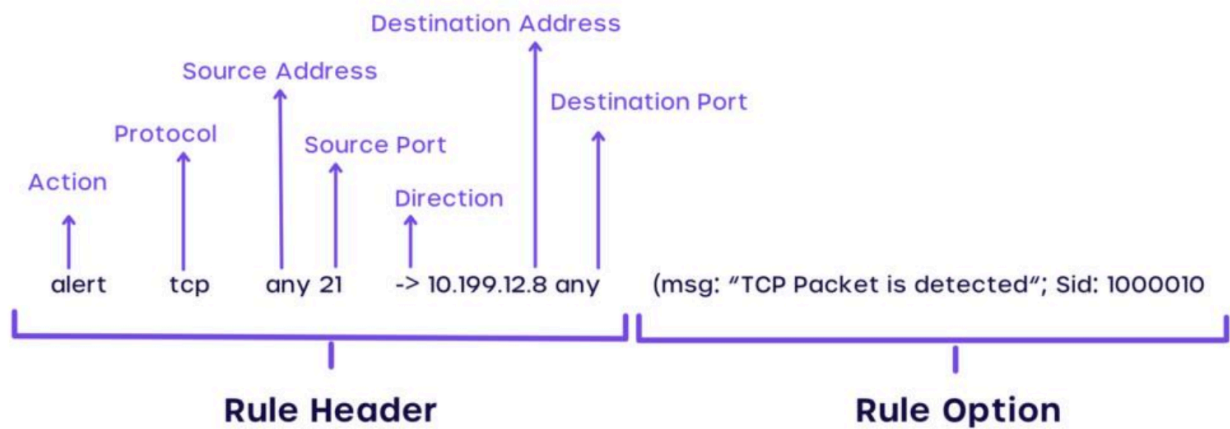 Destination Address
Source Address
Destination Port
Protocol
Source Port
Action
Direction
alert tcp any 21 -> 10.199.12.8 any (msg: “TCP Packet is detected“; Sid: 1000010
Rule Header Rule Option